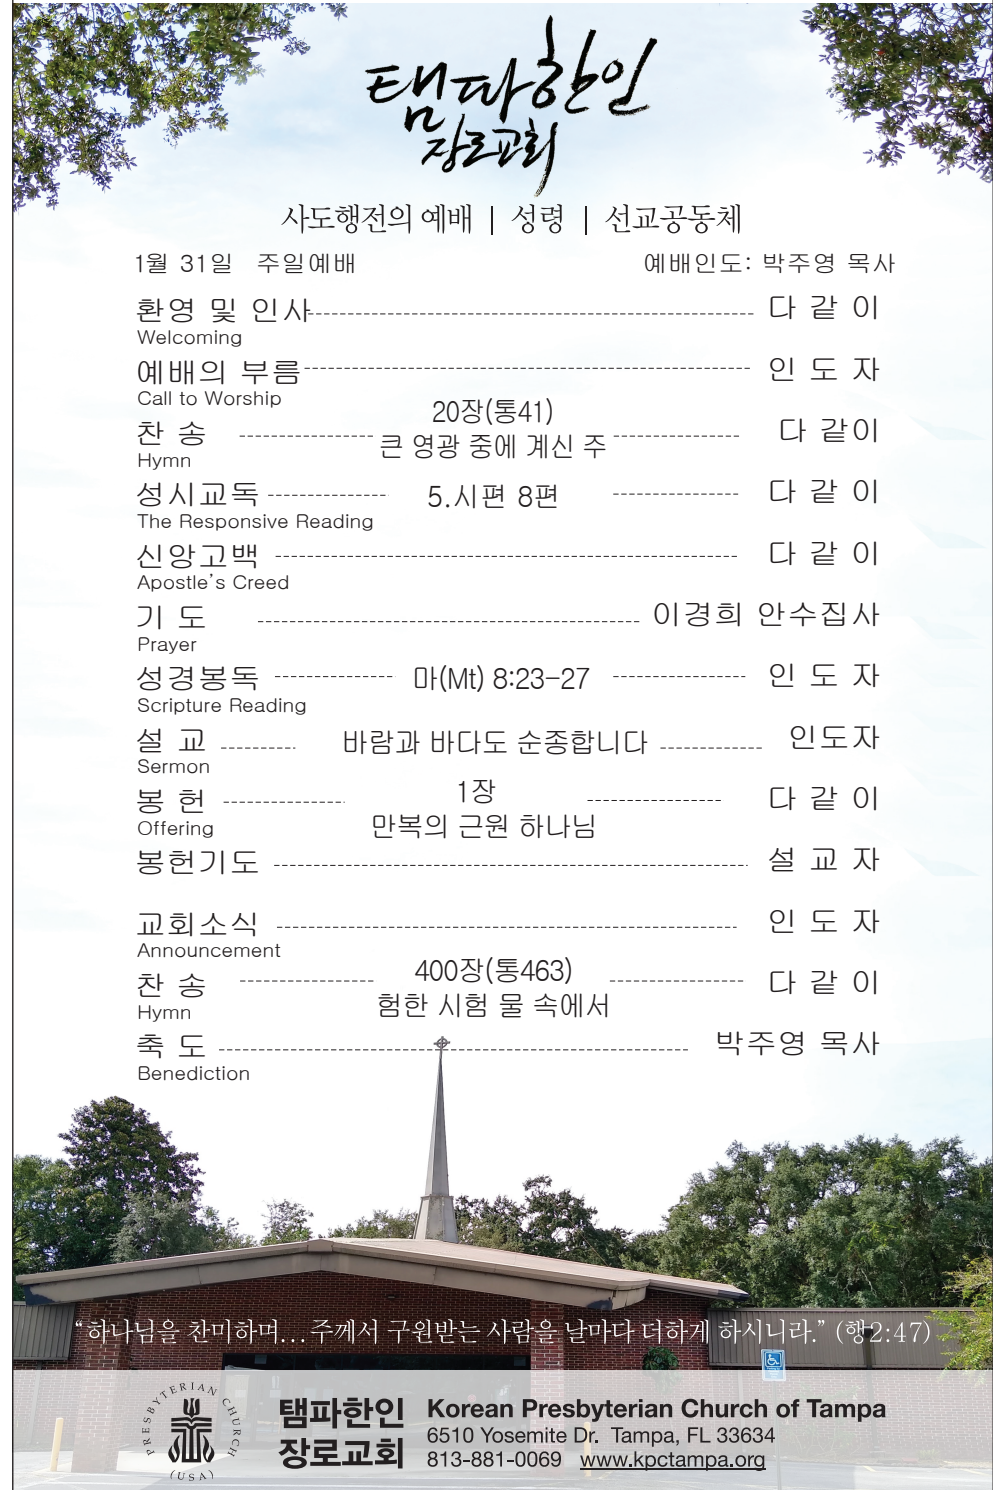 탬파한인
장로교회
사도행전의 예배 | 성령 | 선교공동체
1월 31일 주일예배 예배인도: 박주영 목사
환영 및 인사 다 같 이
Welcoming
예배의 부름 인 도 자
Call to Worship
20장(통41)
찬 송 큰 영광 중에 계신 주 다 같이
Hymn
성시교독 5.시편 8편 다 같 이
The Responsive Reading
신앙고백 다 같 이
Apostle's Creed
기 도 이경희 안수집사
Prayer
성경봉독 마(Mt) 8:23-27 인 도 자
Scripture Reading
설 교 바람과 바다도 순종합니다 인도자
Sermon
1장
봉 헌 만복의 근원 하나님 다 같 이
Offering
봉헌기도 설 교 자
교회소식 인 도 자
Announcement
400장(통463)
찬 송 험한 시험 물 속에서 다 같 이
Hymn
축 도 박주영 목사
Benediction
“하나님을 찬미하며...주께서 구원받는 사람을 날마다 더하게 하시니라.” (행2:47)
PRESBYTERIAN CHURCH
(USA)
탬파한인
장로교회
Korean Presbyterian Church of Tampa
6510 Yosemite Dr. Tampa, FL 33634
813-881-0069 www.kpctampa.org